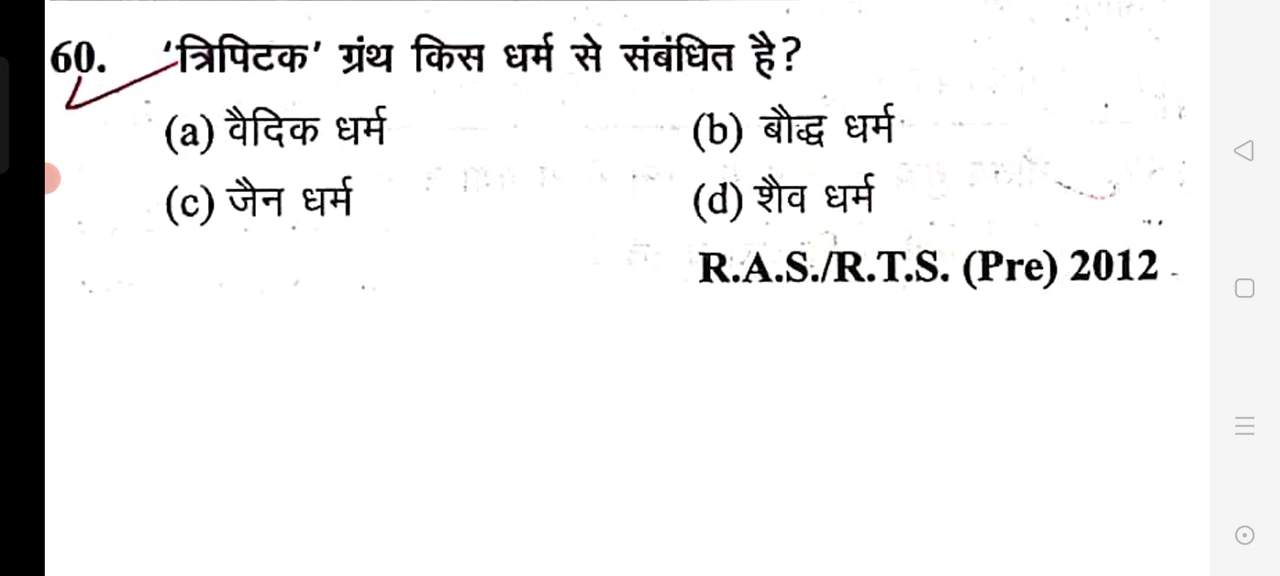 60. 'त्रिपिटक' ग्रंथ किस धर्म से संबंधित है?
(a) वैदिक धर्म (b) बौद्ध धर्म
(c) जैन धर्म (d) शैव धर्म
R.A.S./R.T.S. (Pre) 2012